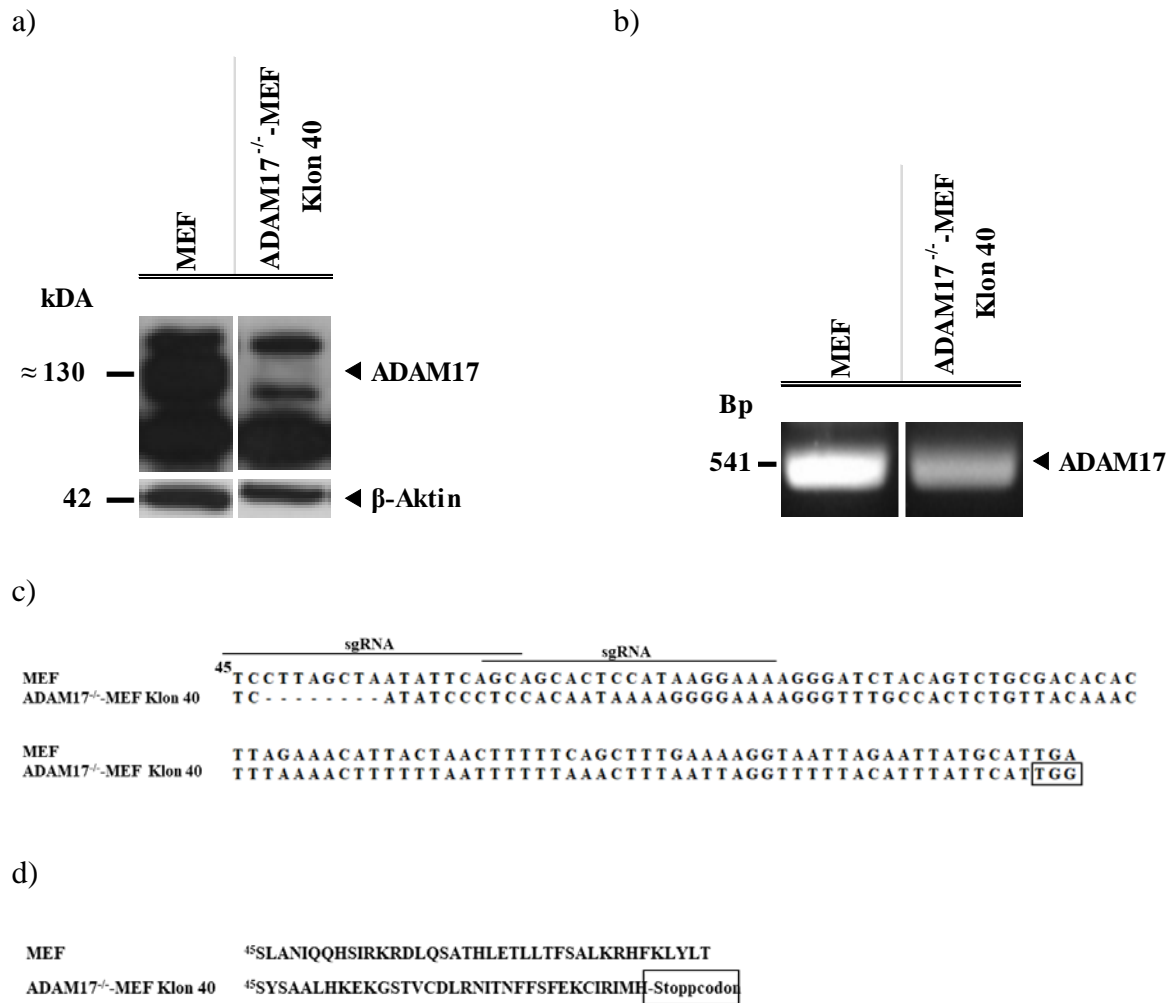 a)
b)
MEF
ADAM17-/--MEF
Klon 40
kDA
≈ 130
ADAM17
42
β-Aktin
MEF
ADAM17-/--MEF
Klon 40
Bp
541
ADAM17
c)
sgRNA
sgRNA
MEF 45TCCTTAGCTAATATTCAGCAGCACTCCATAAGGAAAAGGGATCTACAGTCTGCGACACAC
ADAM17-/--MEF Klon 40 TC--------ATATCCCTCCACAATAAAAGGGGAAAAGGGTTTGCCACTCTGTTACAAAC
MEF TTAGAAACATTACTAACTTTTTCAGCTTTGAAAAGGTAATTAGAATTATGCATTGA
ADAM17-/--MEF Klon 40 TTTAAAACTTTTTTAATTTTTTTAAACTTTAATTAGGTTTTTACATTTATTCATTGG
d)
MEF 45SLANIQQHSIRKRDLQSATHLETLLTFSALKRHFKLYLT
ADAM17-/--MEF Klon 40 45SYSAALHKEKGSTVCDLRNITNFFSFEKCIRIMH-Stoppcodon